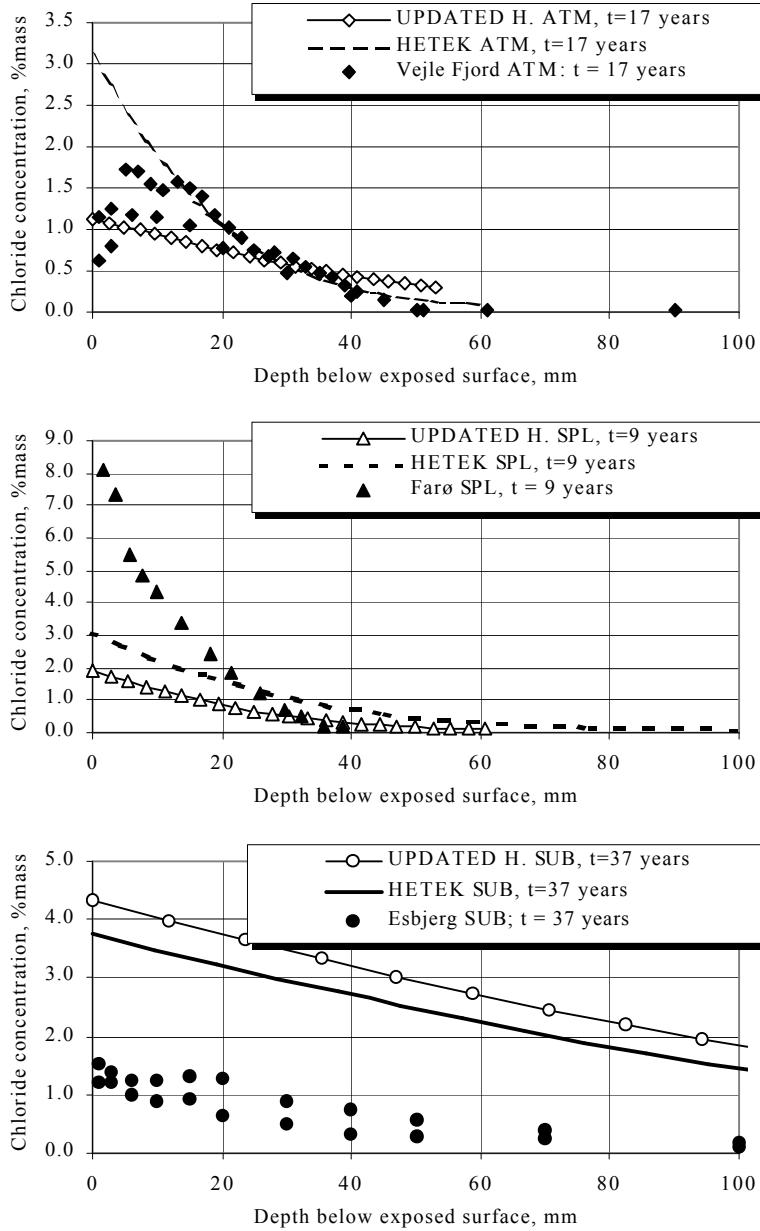 UPDATED H. ATM, t=17 years
HETEK ATM, t=17 years
Vejle Fjord ATM: t = 17 years
Chloride concentration, %mass
3.5
3.0
2.5
2.0
1.5
1.0
0.5
0.0
0 20 40 60 80 100
Depth below exposed surface, mm
UPDATED H. SPL, t=9 years
HETEK SPL, t=9 years
Farø SPL, t = 9 years
Chloride concentration, %mass
9.0
8.0
7.0
6.0
5.0
4.0
3.0
2.0
1.0
0.0
0 20 40 60 80 100
Depth below exposed surface, mm
UPDATED H. SUB, t=37 years
HETEK SUB, t=37 years
Esbjerg SUB; t = 37 years
Chloride concentration, %mass
5.0
4.0
3.0
2.0
1.0
0.0
0 20 40 60 80 100
Depth below exposed surface, mm